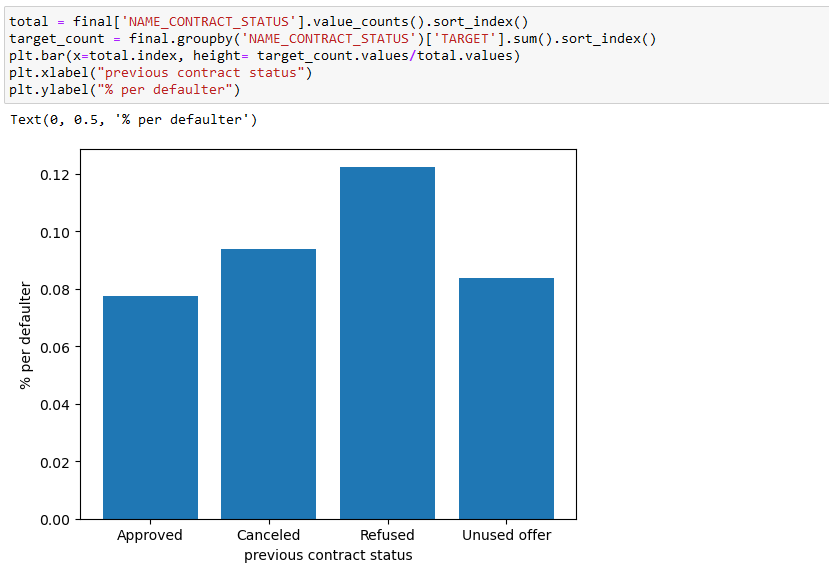 total = final['NAME_CONTRACT_STATUS'].value_counts().sort_index()
target_count = final.groupby('NAME_CONTRACT_STATUS')['TARGET'].sum().sort_index()
plt.bar(x=total.index, height= target_count.values/total.values)
plt.xlabel("previous contract status")
plt.ylabel("% per defaulter")
Text(0, 0.5, '% per defaulter')
0.12
0.10
0.08
0.06
0.04
0.02
0.00
% per defaulter
Approved Canceled Refused Unused offer
previous contract status